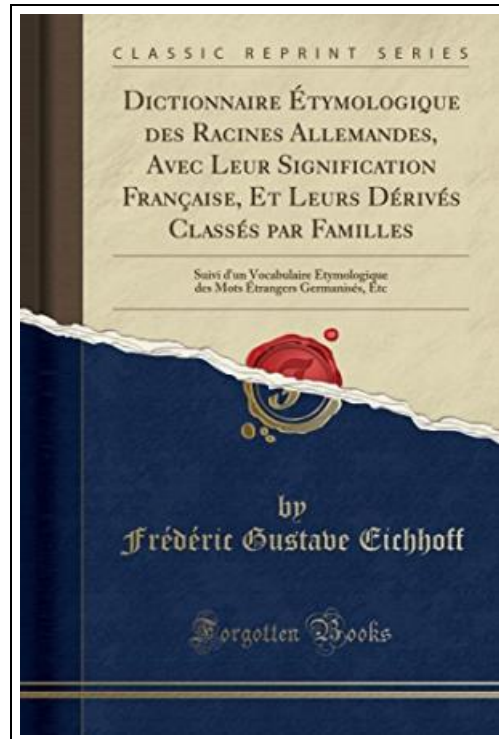 CLASSIC REPRINT SERIES
DICTIONNAIRE ÉTYMOLOGIQUE
DES RACINES ALLEMANDES,
AVEC LEUR SIGNIFICATION
FRANÇAISE, ET LEURS DÉRIVÉS
CLASSÉS PAR FAMILLES
Suivi d'un Vocabulaire Etymologique
des Mots Étrangers Germanisés, Etc
by
Frédéric Gustave Eichhoff
Forgotten Books